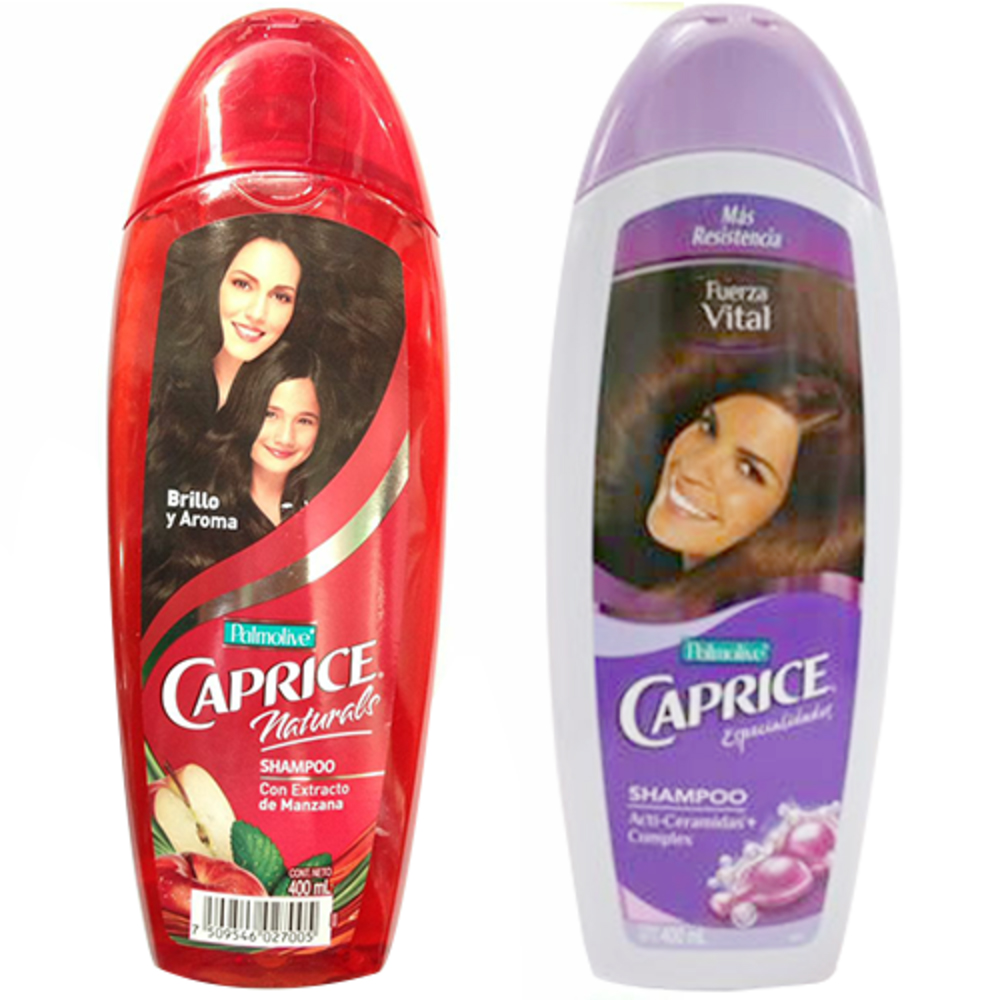 Brillo
y Aroma
Palmolive
CAPRICE
Naturals
SHAMPOO
Con Extracto
de Manzana
CONT. NETO
400 mL
7 509546 027005
Más
Resistencia
Fuerza
Vital
Palmolive
CAPRICE
Especialidades
SHAMPOO
Acti-Ceramidas+
Complex
400 mL